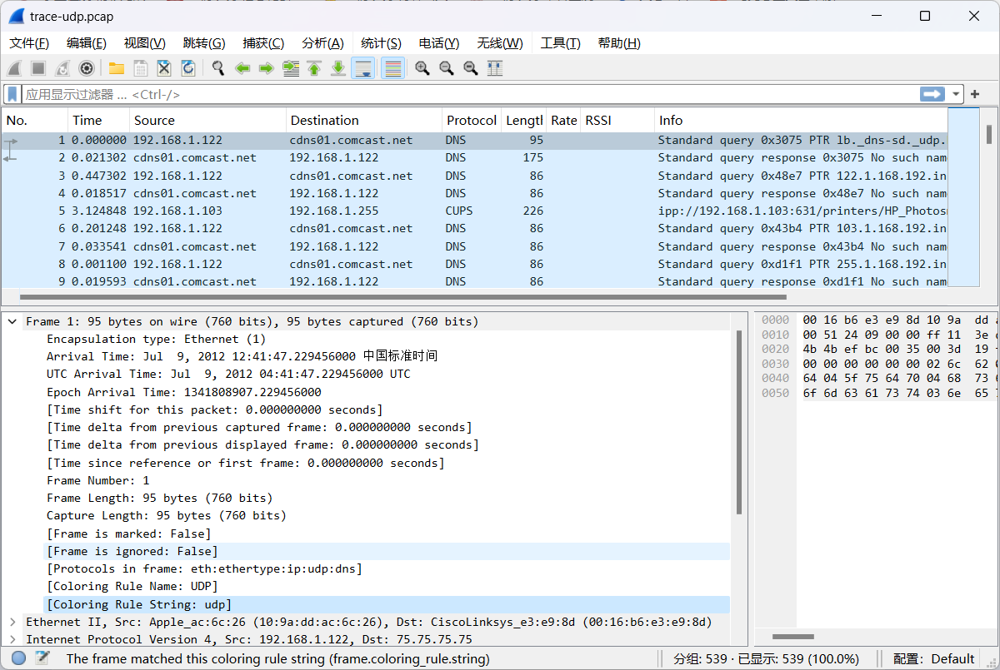 trace-udp.pcap
文件(F) 编辑(E) 视图(V) 跳转(G) 捕获(C) 分析(A) 统计(S) 电话(Y) 无线(W) 工具(T) 帮助(H)
应用显示过滤器 … <Ctrl-/>
No. Time Source Destination Protocol Lengtl Rate RSSI Info
1 0.000000 192.168.1.122 cdns01.comcast.net DNS 95 Standard query 0x3075 PTR lb._dns-sd._udp.
2 0.021302 cdns01.comcast.net 192.168.1.122 DNS 175 Standard query response 0x3075 No such name
3 0.447302 192.168.1.122 cdns01.comcast.net DNS 86 Standard query 0x48e7 PTR 122.1.168.192.in
4 0.018517 cdns01.comcast.net 192.168.1.122 DNS 86 Standard query response 0x48e7 No such name
5 3.124848 192.168.1.103 192.168.1.255 CUPS 226 ipp://192.168.1.103:631/printers/HP_Photosm
6 0.201248 192.168.1.122 cdns01.comcast.net DNS 86 Standard query 0x43b4 PTR 103.1.168.192.in
7 0.033541 cdns01.comcast.net 192.168.1.122 DNS 86 Standard query response 0x43b4 No such name
8 0.001100 192.168.1.122 cdns01.comcast.net DNS 86 Standard query 0xd1f1 PTR 255.1.168.192.in
9 0.019593 cdns01.comcast.net 192.168.1.122 DNS 86 Standard query response 0xd1f1 No such name
Frame 1: 95 bytes on wire (760 bits), 95 bytes captured (760 bits)
Encapsulation type: Ethernet (1)
Arrival Time: Jul  9, 2012 12:41:47.229456000 中国标准时间
UTC Arrival Time: Jul  9, 2012 04:41:47.229456000 UTC
Epoch Arrival Time: 1341808907.229456000
[Time shift for this packet: 0.000000000 seconds]
[Time delta from previous captured frame: 0.000000000 seconds]
[Time delta from previous displayed frame: 0.000000000 seconds]
[Time since reference or first frame: 0.000000000 seconds]
Frame Number: 1
Frame Length: 95 bytes (760 bits)
Capture Length: 95 bytes (760 bits)
[Frame is marked: False]
[Frame is ignored: False]
[Protocols in frame: eth:ethertype:ip:udp:dns]
[Coloring Rule Name: UDP]
[Coloring Rule String: udp]
Ethernet II, Src: Apple_ac:6c:26 (10:9a:dd:ac:6c:26), Dst: CiscoLinksys_e3:e9:8d (00:16:b6:e3:e9:8d)
Internet Protocol Version 4, Src: 192.168.1.122, Dst: 75.75.75.75
0000 00 16 b6 e3 e9 8d 10 9a dd
0010 00 51 24 09 00 00 ff 11 3e
0020 4b 4b ef bc 00 35 00 3d 19
0030 00 00 00 00 00 00 02 6c 62
0040 64 04 5f 75 64 70 04 68 73
0050 6f 6d 63 61 73 74 03 6e 65
The frame matched this coloring rule string (frame.coloring_rule.string)
分组: 539 · 已显示: 539 (100.0%)
配置: Default